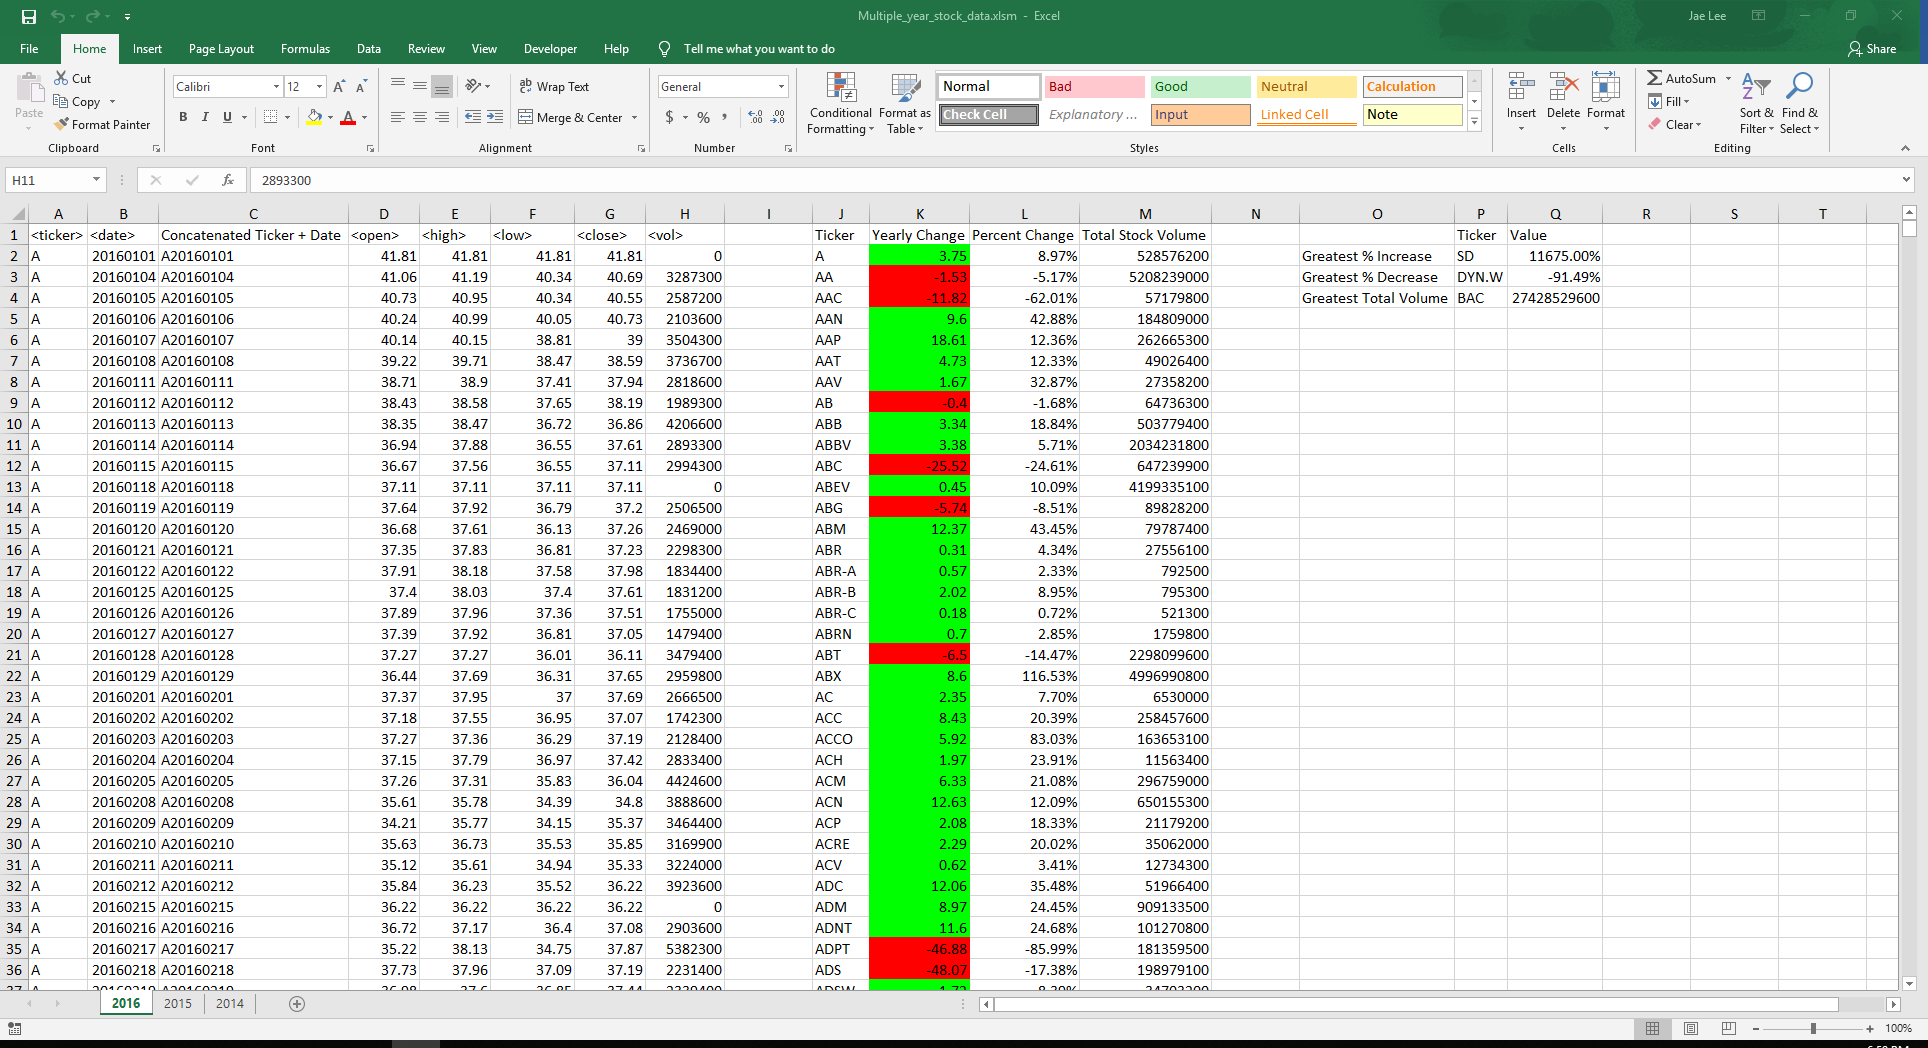 Multiple_year_stock_data.xlsm - Excel
Jae Lee
File Home Insert Page Layout Formulas Data Review View Developer Help Tell me what you want to do Share
Paste Cut Copy Format Painter Clipboard
Calibri 12 A A B I U A Font
ab Wrap Text Merge & Center Alignment
General $ % , Number
Conditional Formatting Format as Table
Normal Bad Good Neutral Calculation
Check Cell Explanatory ... Input Linked Cell Note
Styles
Insert Delete Format Cells
AutoSum Fill Clear Sort & Filter Find & Select Editing
H11 fx 2893300
A B C D E F G H I J K L M N O P Q R S T
1 <ticker> <date> Concatenated Ticker + Date <open> <high> <low> <close> <vol> Ticker Yearly Change Percent Change Total Stock Volume Ticker Value
2 A 20160101 A20160101 41.81 41.81 41.81 41.81 0 A 3.75 8.97% 528576200 Greatest % Increase SD 11675.00%
3 A 20160104 A20160104 41.06 41.19 40.34 40.69 3287300 AA -1.53 -5.17% 5208239000 Greatest % Decrease DYN.W -91.49%
4 A 20160105 A20160105 40.73 40.95 40.34 40.55 2587200 AAC -11.82 -62.01% 57179800 Greatest Total Volume BAC 27428529600
5 A 20160106 A20160106 40.24 40.99 40.05 40.73 2103600 AAN 9.6 42.88% 184809000
6 A 20160107 A20160107 40.14 40.15 38.81 39 3504300 AAP 18.61 12.36% 262665300
7 A 20160108 A20160108 39.22 39.71 38.47 38.59 3736700 AAT 4.73 12.33% 49026400
8 A 20160111 A20160111 38.71 38.9 37.41 37.94 2818600 AAV 1.67 32.87% 27358200
9 A 20160112 A20160112 38.43 38.58 37.65 38.19 1989300 AB -0.4 -1.68% 64736300
10 A 20160113 A20160113 38.35 38.47 36.72 36.86 4206600 ABB 3.34 18.84% 503779400
11 A 20160114 A20160114 36.94 37.88 36.55 37.61 2893300 ABBV 3.38 5.71% 2034231800
12 A 20160115 A20160115 36.67 37.56 36.55 37.11 2994300 ABC -25.52 -24.61% 647239900
13 A 20160118 A20160118 37.11 37.11 37.11 37.11 0 ABEV 0.45 10.09% 4199335100
14 A 20160119 A20160119 37.64 37.92 36.79 37.2 2506500 ABG -5.74 -8.51% 89828200
15 A 20160120 A20160120 36.68 37.61 36.13 37.26 2469000 ABM 12.37 43.45% 79787400
16 A 20160121 A20160121 37.35 37.83 36.81 37.23 2298300 ABR 0.31 4.34% 27556100
17 A 20160122 A20160122 37.91 38.18 37.58 37.98 1834400 ABR-A 0.57 2.33% 792500
18 A 20160125 A20160125 37.4 38.03 37.4 37.61 1831200 ABR-B 2.02 8.95% 795300
19 A 20160126 A20160126 37.89 37.96 37.36 37.51 1755000 ABR-C 0.18 0.72% 521300
20 A 20160127 A20160127 37.39 37.92 36.81 37.05 1479400 ABRN 0.7 2.85% 1759800
21 A 20160128 A20160128 37.27 37.27 36.01 36.11 3479400 ABT -6.5 -14.47% 2298099600
22 A 20160129 A20160129 36.44 37.69 36.31 37.65 2959800 ABX 8.6 116.53% 4996990800
23 A 20160201 A20160201 37.37 37.95 37 37.69 2666500 AC 2.35 7.70% 6530000
24 A 20160202 A20160202 37.18 37.55 36.95 37.07 1742300 ACC 8.43 20.39% 258457600
25 A 20160203 A20160203 37.27 37.36 36.29 37.19 2128400 ACCO 5.92 83.03% 163653100
26 A 20160204 A20160204 37.15 37.79 36.97 37.42 2833400 ACH 1.97 23.91% 11563400
27 A 20160205 A20160205 37.26 37.31 35.83 36.04 4424600 ACM 6.33 21.08% 296759000
28 A 20160208 A20160208 35.61 35.78 34.39 34.8 3888600 ACN 12.63 12.09% 650155300
29 A 20160209 A20160209 34.21 35.77 34.15 35.37 3464400 ACP 2.08 18.33% 21179200
30 A 20160210 A20160210 35.63 36.73 35.53 35.85 3169900 ACRE 2.29 20.02% 35062000
31 A 20160211 A20160211 35.12 35.61 34.94 35.33 3224000 ACV 0.62 3.41% 12734300
32 A 20160212 A20160212 35.84 36.23 35.52 36.22 3923600 ADC 12.06 35.48% 51966400
33 A 20160215 A20160215 36.22 36.22 36.22 36.22 0 ADM 8.97 24.45% 909133500
34 A 20160216 A20160216 36.72 37.17 36.4 37.08 2903600 ADNT 11.6 24.68% 101270800
35 A 20160217 A20160217 35.22 38.13 34.75 37.87 5382300 ADPT -46.88 -85.99% 181359500
36 A 20160218 A20160218 37.73 37.96 37.09 37.19 2231400 ADS -48.07 -17.38% 198979100
2016 2015 2014
100%